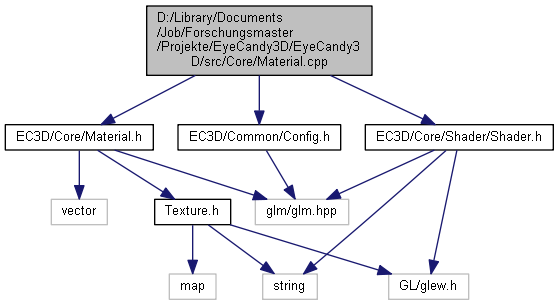 D:/Library/Documents
/Job/Forschungsmaster
/Projekte/EyeCandy3D/EyeCandy3
D/src/Core/Material.cpp
EC3D/Core/Material.h
EC3D/Common/Config.h
EC3D/Core/Shader/Shader.h
vector
Texture.h
glm/glm.hpp
map
string
GL/glew.h